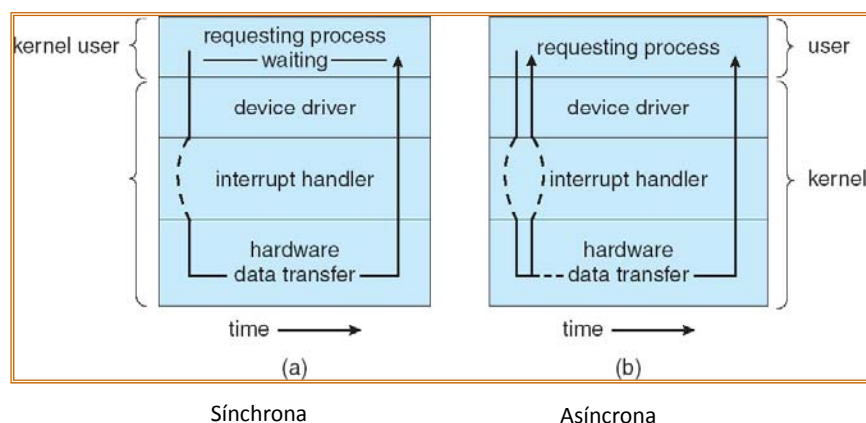 kernel user
requesting process
waiting
device driver
interrupt handler
hardware
data transfer
time
(a)
requesting process
device driver
interrupt handler
hardware
data transfer
time
(b)
user
kernel
Sínchrona
Asíncrona